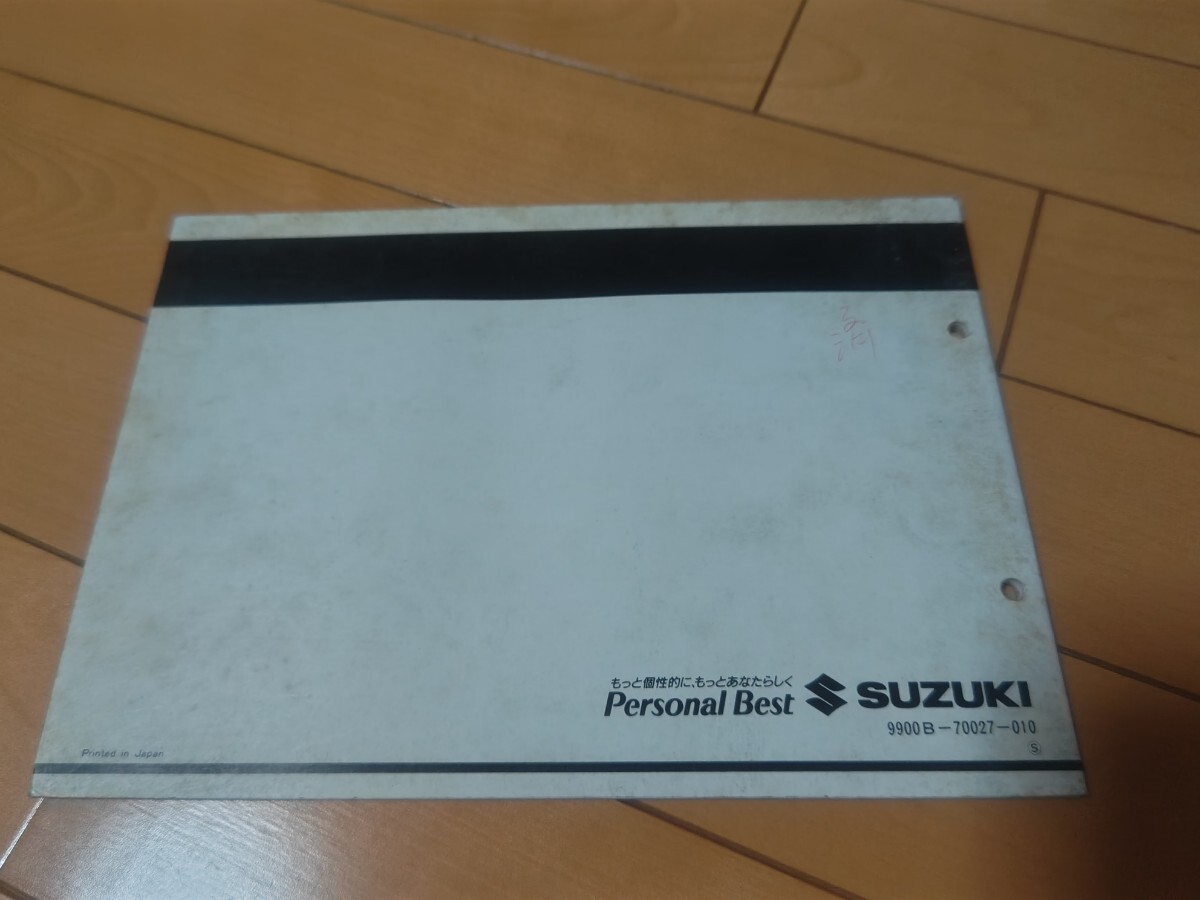 もっと個性的に、もっとあなたらしく
Personal Best SUZUKI
9900B-70027-010
S
Printed in Japan